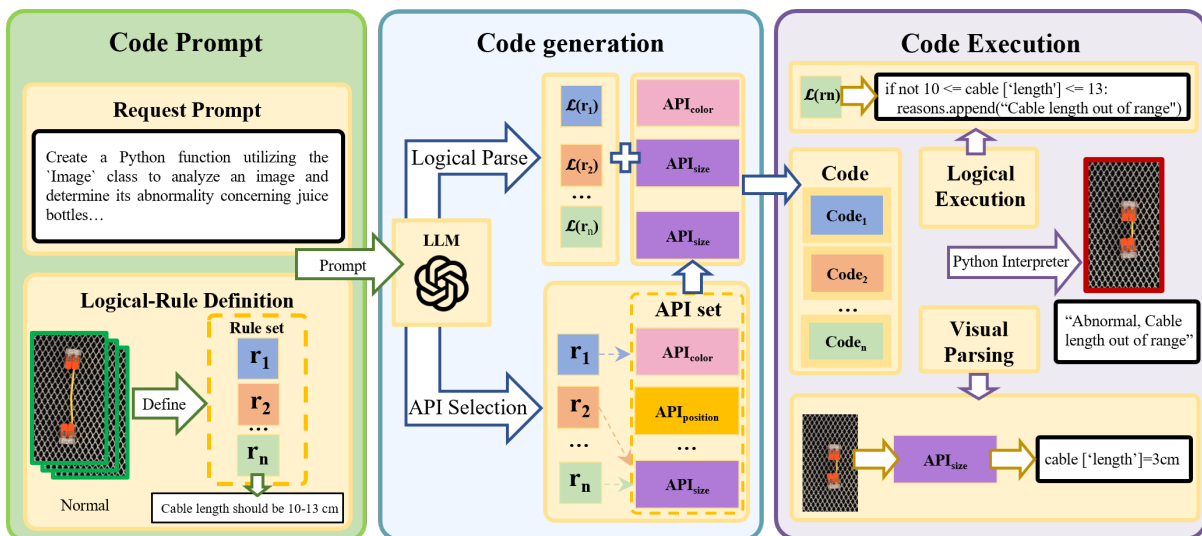 Code Prompt
Request Prompt
Create a Python function utilizing the
`Image` class to analyze an image and
determine its abnormality concerning juice
bottles…
Logical-Rule Definition
Rule set
r1
r2
...
rn
Define
Normal
Cable length should be 10-13 cm
Prompt
Code generation
LLM
Logical Parse
API Selection
ℒ(r1)
ℒ(r2)
...
ℒ(rn)
APIcolor
APIsize
APIsize
API set
r1
r2
...
rn
APIcolor
APIposition
...
APIsize
Code Execution
ℒ(rn)
if not 10 <= cable [‘length'] <= 13:
reasons.append(“Cable length out of range")
Code
Code1
Code2
...
Coden
Logical
Execution
Python Interpreter
“Abnormal, Cable
length out of range”
Visual
Parsing
APIsize
cable [‘length’]=3cm